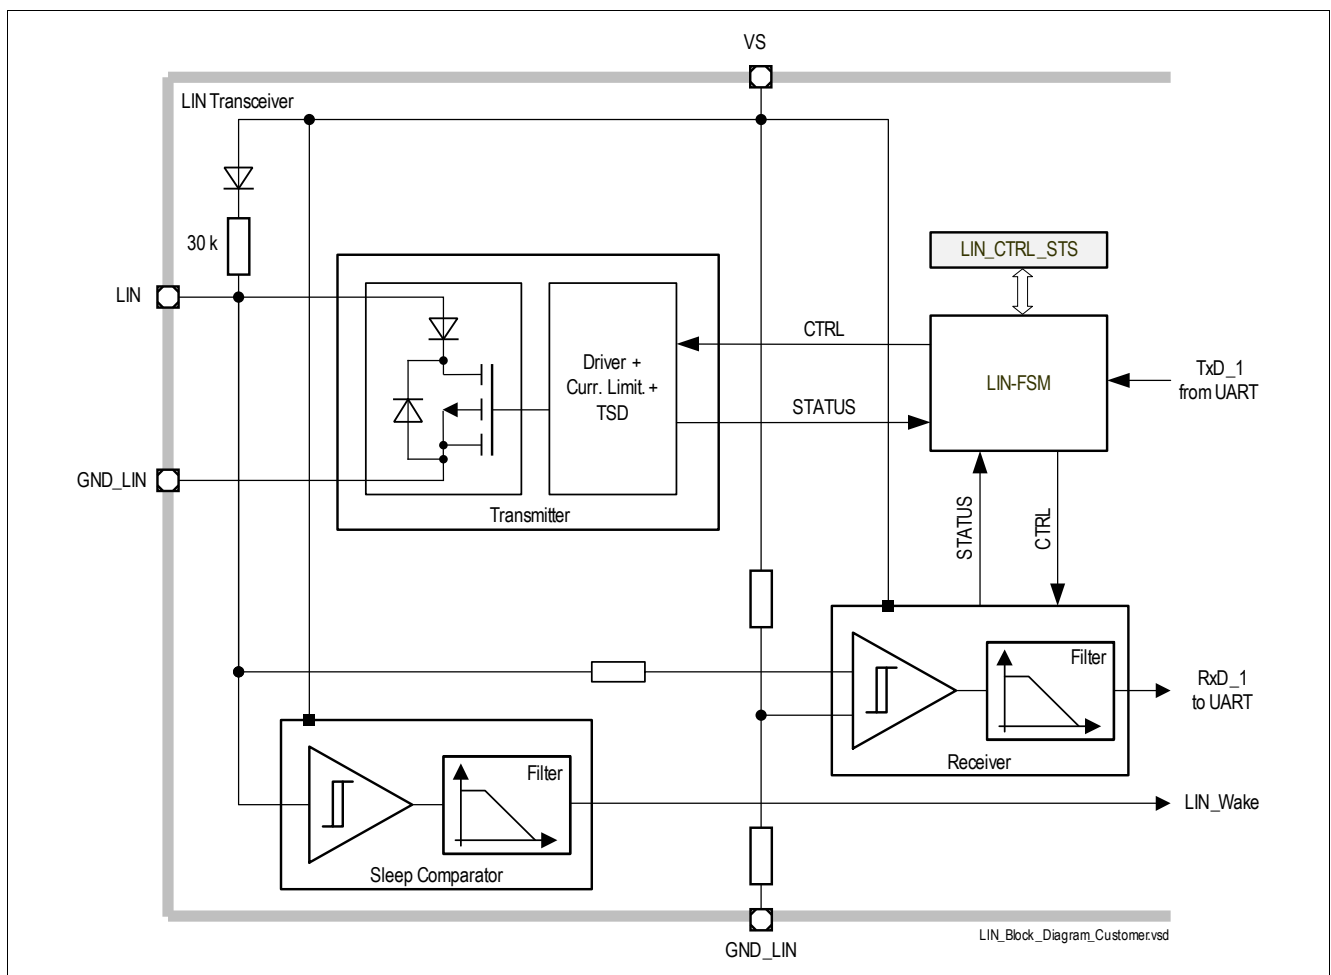 VS
LIN Transceiver
30 k
LIN
LIN_CTRL_STS
CTRL
Driver +
Curr. Limit. +
TSD
LIN-FSM
TxD_1
from UART
STATUS
GND_LIN
Transmitter
STATUS
CTRL
Filter
RxD_1
to UART
Receiver
Filter
LIN_Wake
Sleep Comparator
GND_LIN
LIN_Block_Diagram_Customer.vsd